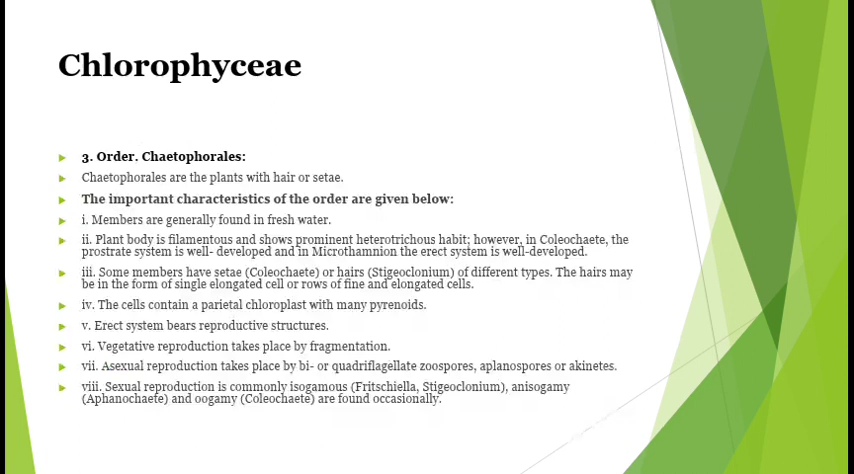 Chlorophyceae
3. Order. Chaetophorales:
Chaetophorales are the plants with hair or setae.
The important characteristics of the order are given below:
i. Members are generally found in fresh water.
ii. Plant body is filamentous and shows prominent heterotrichous habit; however, in Coleochaete, the
prostrate system is well- developed and in Microthamnion the erect system is well-developed.
iii. Some members have setae (Coleochaete) or hairs (Stigeoclonium) of different types. The hairs may
be in the form of single elongated cell or rows of fine and elongated cells.
iv. The cells contain a parietal chloroplast with many pyrenoids.
v. Erect system bears reproductive structures.
vi. Vegetative reproduction takes place by fragmentation.
vii. Asexual reproduction takes place by bi- or quadriflagellate zoospores, aplanospores or akinetes.
viii. Sexual reproduction is commonly isogamous (Fritschiella, Stigeoclonium), anisogamy
(Aphanochaete) and oogamy (Coleochaete) are found occasionally.